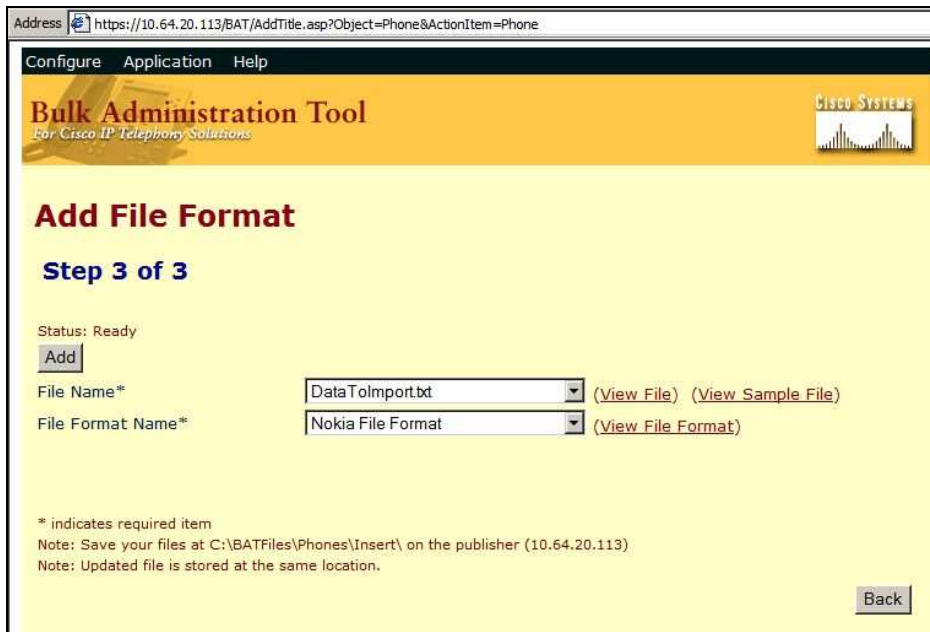 Address https://10.64.20.113/BAT/AddTitle.asp?Object=Phone&ActionItem=Phone
Configure Application Help
Bulk Administration Tool
For Cisco IP Telephony Solutions
CISCO SYSTEMS
Add File Format
Step 3 of 3
Status: Ready
Add
File Name* DataToImport.txt (View File) (View Sample File)
File Format Name* Nokia File Format (View File Format)
* indicates required item
Note: Save your files at C:\BATFiles\Phones\Insert\ on the publisher (10.64.20.113)
Note: Updated file is stored at the same location.
Back